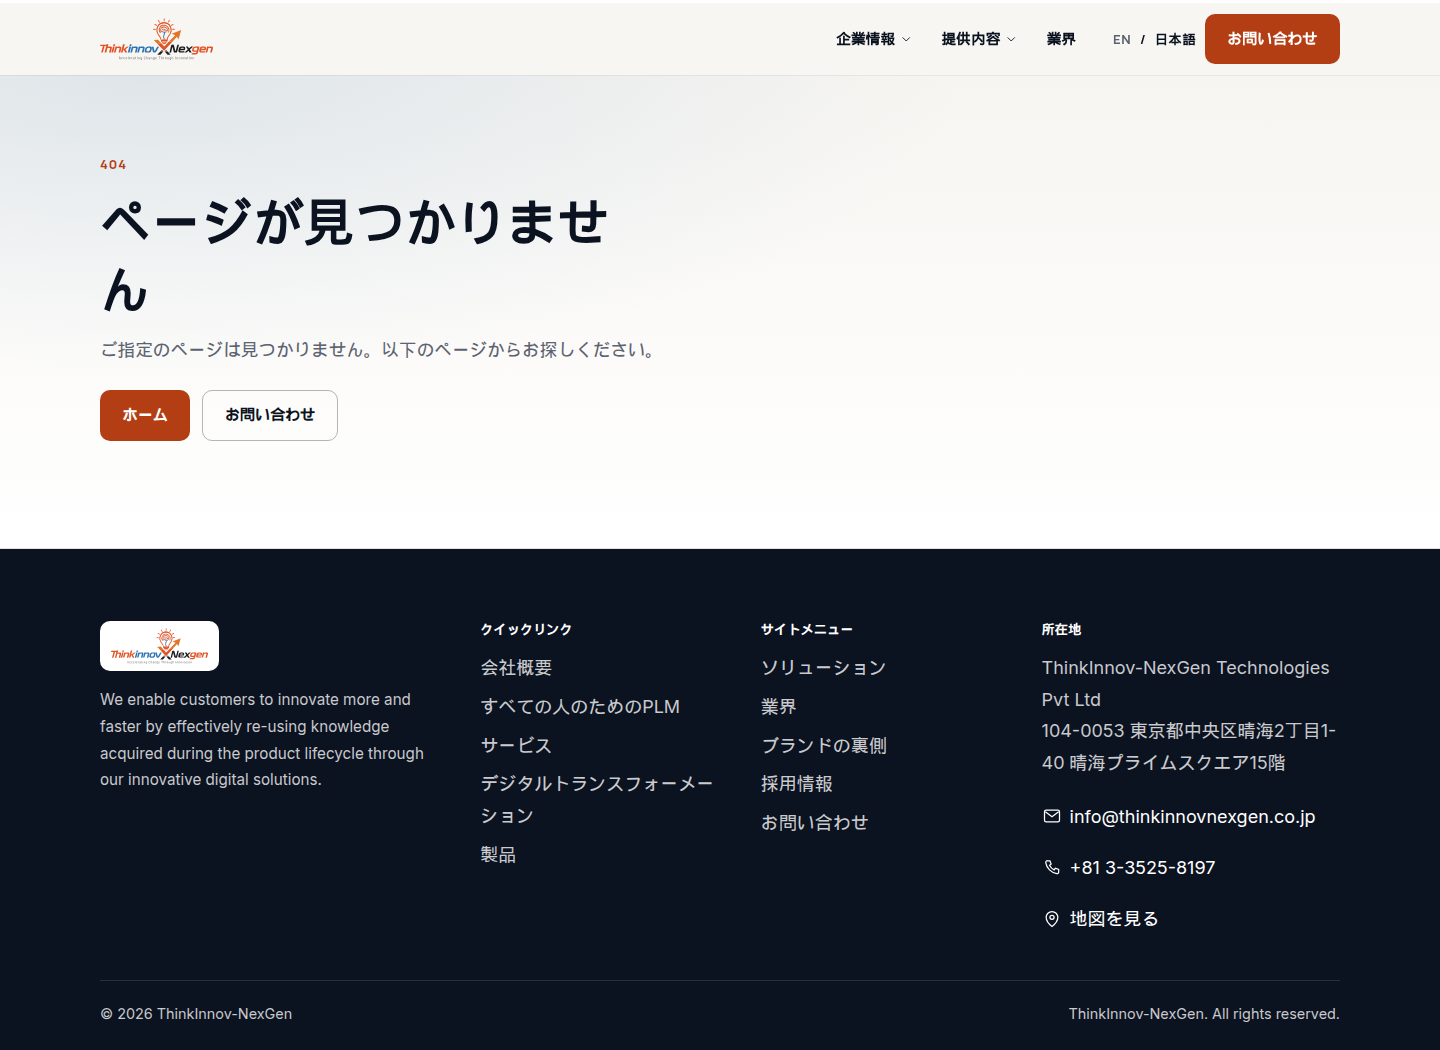 ThinkinnovXNexgen
Accelerating Change Through Innovation
企業情報
提供内容
業界
EN / 日本語
お問い合わせ
404
ページが見つかりませ
ん
ご指定のページは見つかりません。以下のページからお探しください。
ホーム
お問い合わせ
ThinkinnovXNexgen
Accelerating Change Through Innovation
We enable customers to innovate more and
faster by effectively re-using knowledge
acquired during the product lifecycle through
our innovative digital solutions.
クイックリンク
会社概要
すべての人のためのPLM
サービス
デジタルトランスフォーメー
ション
製品
サイトメニュー
ソリューション
業界
ブランドの裏側
採用情報
お問い合わせ
所在地
ThinkInnov-NexGen Technologies
Pvt Ltd
104-0053 東京都中央区晴海2丁目1-
40 晴海プライムスクエア15階
info@thinkinnovnexgen.co.jp
+81 3-3525-8197
地図を見る
© 2026 ThinkInnov-NexGen
ThinkInnov-NexGen. All rights reserved.